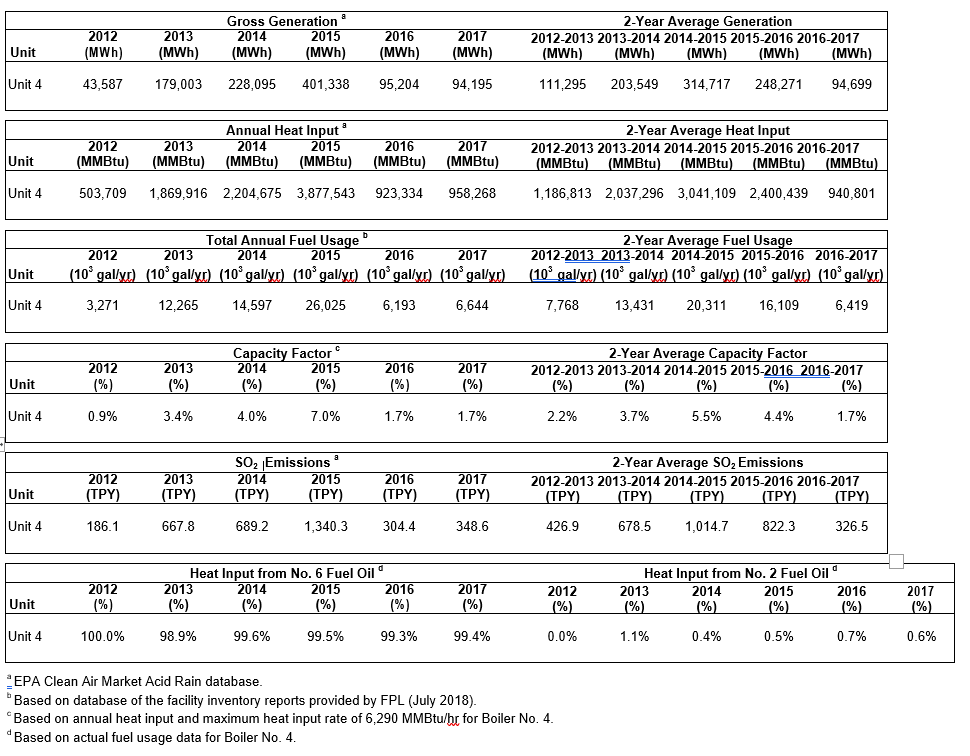 Gross Generation a 2-Year Average Generation
2012 2013 2014 2015 2016 2017 2012-2013 2013-2014 2014-2015 2015-2016 2016-2017
Unit (MWh) (MWh) (MWh) (MWh) (MWh) (MWh) (MWh) (MWh) (MWh) (MWh) (MWh)
Unit 4 43,587 179,003 228,095 401,338 95,204 94,195 111,295 203,549 314,717 248,271 94,699
Annual Heat Input a 2-Year Average Heat Input
2012 2013 2014 2015 2016 2017 2012-2013 2013-2014 2014-2015 2015-2016 2016-2017
Unit (MMBtu) (MMBtu) (MMBtu) (MMBtu) (MMBtu) (MMBtu) (MMBtu) (MMBtu) (MMBtu) (MMBtu) (MMBtu)
Unit 4 503,709 1,869,916 2,204,675 3,877,543 923,334 958,268 1,186,813 2,037,296 3,041,109 2,400,439 940,801
Total Annual Fuel Usage b 2-Year Average Fuel Usage
2012 2013 2014 2015 2016 2017 2012-2013 2013-2014 2014-2015 2015-2016 2016-2017
Unit (10³ gal/yr) (10³ gal/yr) (10³ gal/yr) (10³ gal/yr) (10³ gal/yr) (10³ gal/yr) (10³ gal/yr) (10³ gal/yr) (10³ gal/yr) (10³ gal/yr) (10³ gal/yr)
Unit 4 3,271 12,265 14,597 26,025 6,193 6,644 7,768 13,431 20,311 16,109 6,419
Capacity Factor c 2-Year Average Capacity Factor
2012 2013 2014 2015 2016 2017 2012-2013 2013-2014 2014-2015 2015-2016 2016-2017
Unit (%) (%) (%) (%) (%) (%) (%) (%) (%) (%) (%)
Unit 4 0.9% 3.4% 4.0% 7.0% 1.7% 1.7% 2.2% 3.7% 5.5% 4.4% 1.7%
SO₂ Emissions a 2-Year Average SO₂ Emissions
2012 2013 2014 2015 2016 2017 2012-2013 2013-2014 2014-2015 2015-2016 2016-2017
Unit (TPY) (TPY) (TPY) (TPY) (TPY) (TPY) (TPY) (TPY) (TPY) (TPY) (TPY)
Unit 4 186.1 667.8 689.2 1,340.3 304.4 348.6 426.9 678.5 1,014.7 822.3 326.5
Heat Input from No. 6 Fuel Oil d Heat Input from No. 2 Fuel Oil d
2012 2013 2014 2015 2016 2017 2012 2013 2014 2015 2016 2017
Unit (%) (%) (%) (%) (%) (%) (%) (%) (%) (%) (%) (%)
Unit 4 100.0% 98.9% 99.6% 99.5% 99.3% 99.4% 0.0% 1.1% 0.4% 0.5% 0.7% 0.6%
a EPA Clean Air Market Acid Rain database.
b Based on database of the facility inventory reports provided by FPL (July 2018).
c Based on annual heat input and maximum heat input rate of 6,290 MMBtu/hr for Boiler No. 4.
d Based on actual fuel usage data for Boiler No. 4.